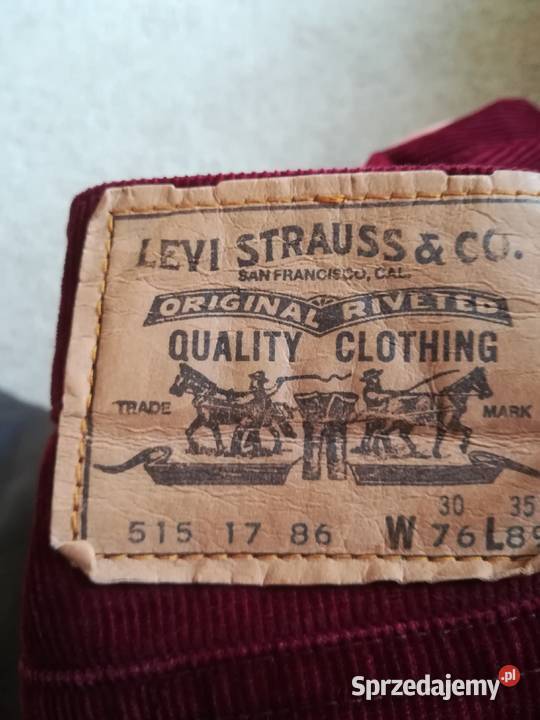 LEVI STRAUSS & CO.
SAN FRANCISCO, CAL.
ORIGINAL RIVETED
QUALITY CLOTHING
TRADE MARK
30 35
515 17 86 W 76 L 89
Sprzedajemy.pl